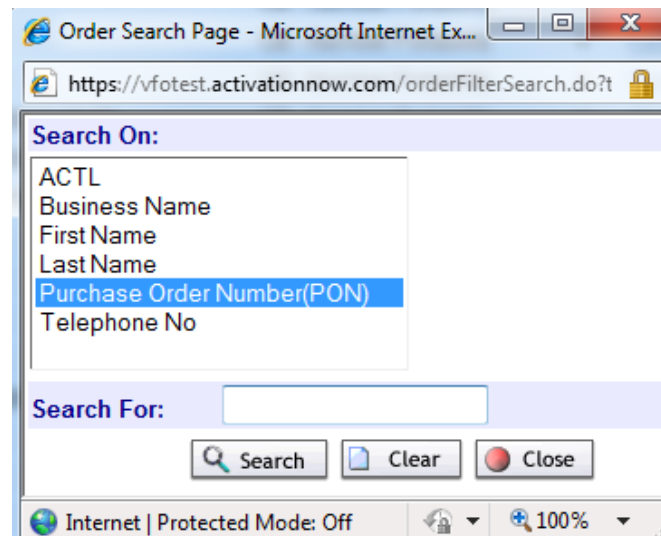 Order Search Page - Microsoft Internet Ex...
https://vfotest.activationnow.com/orderFilterSearch.do?t
Search On:
ACTL
Business Name
First Name
Last Name
Purchase Order Number(PON)
Telephone No
Search For:
Search Clear Close
Internet | Protected Mode: Off 100%